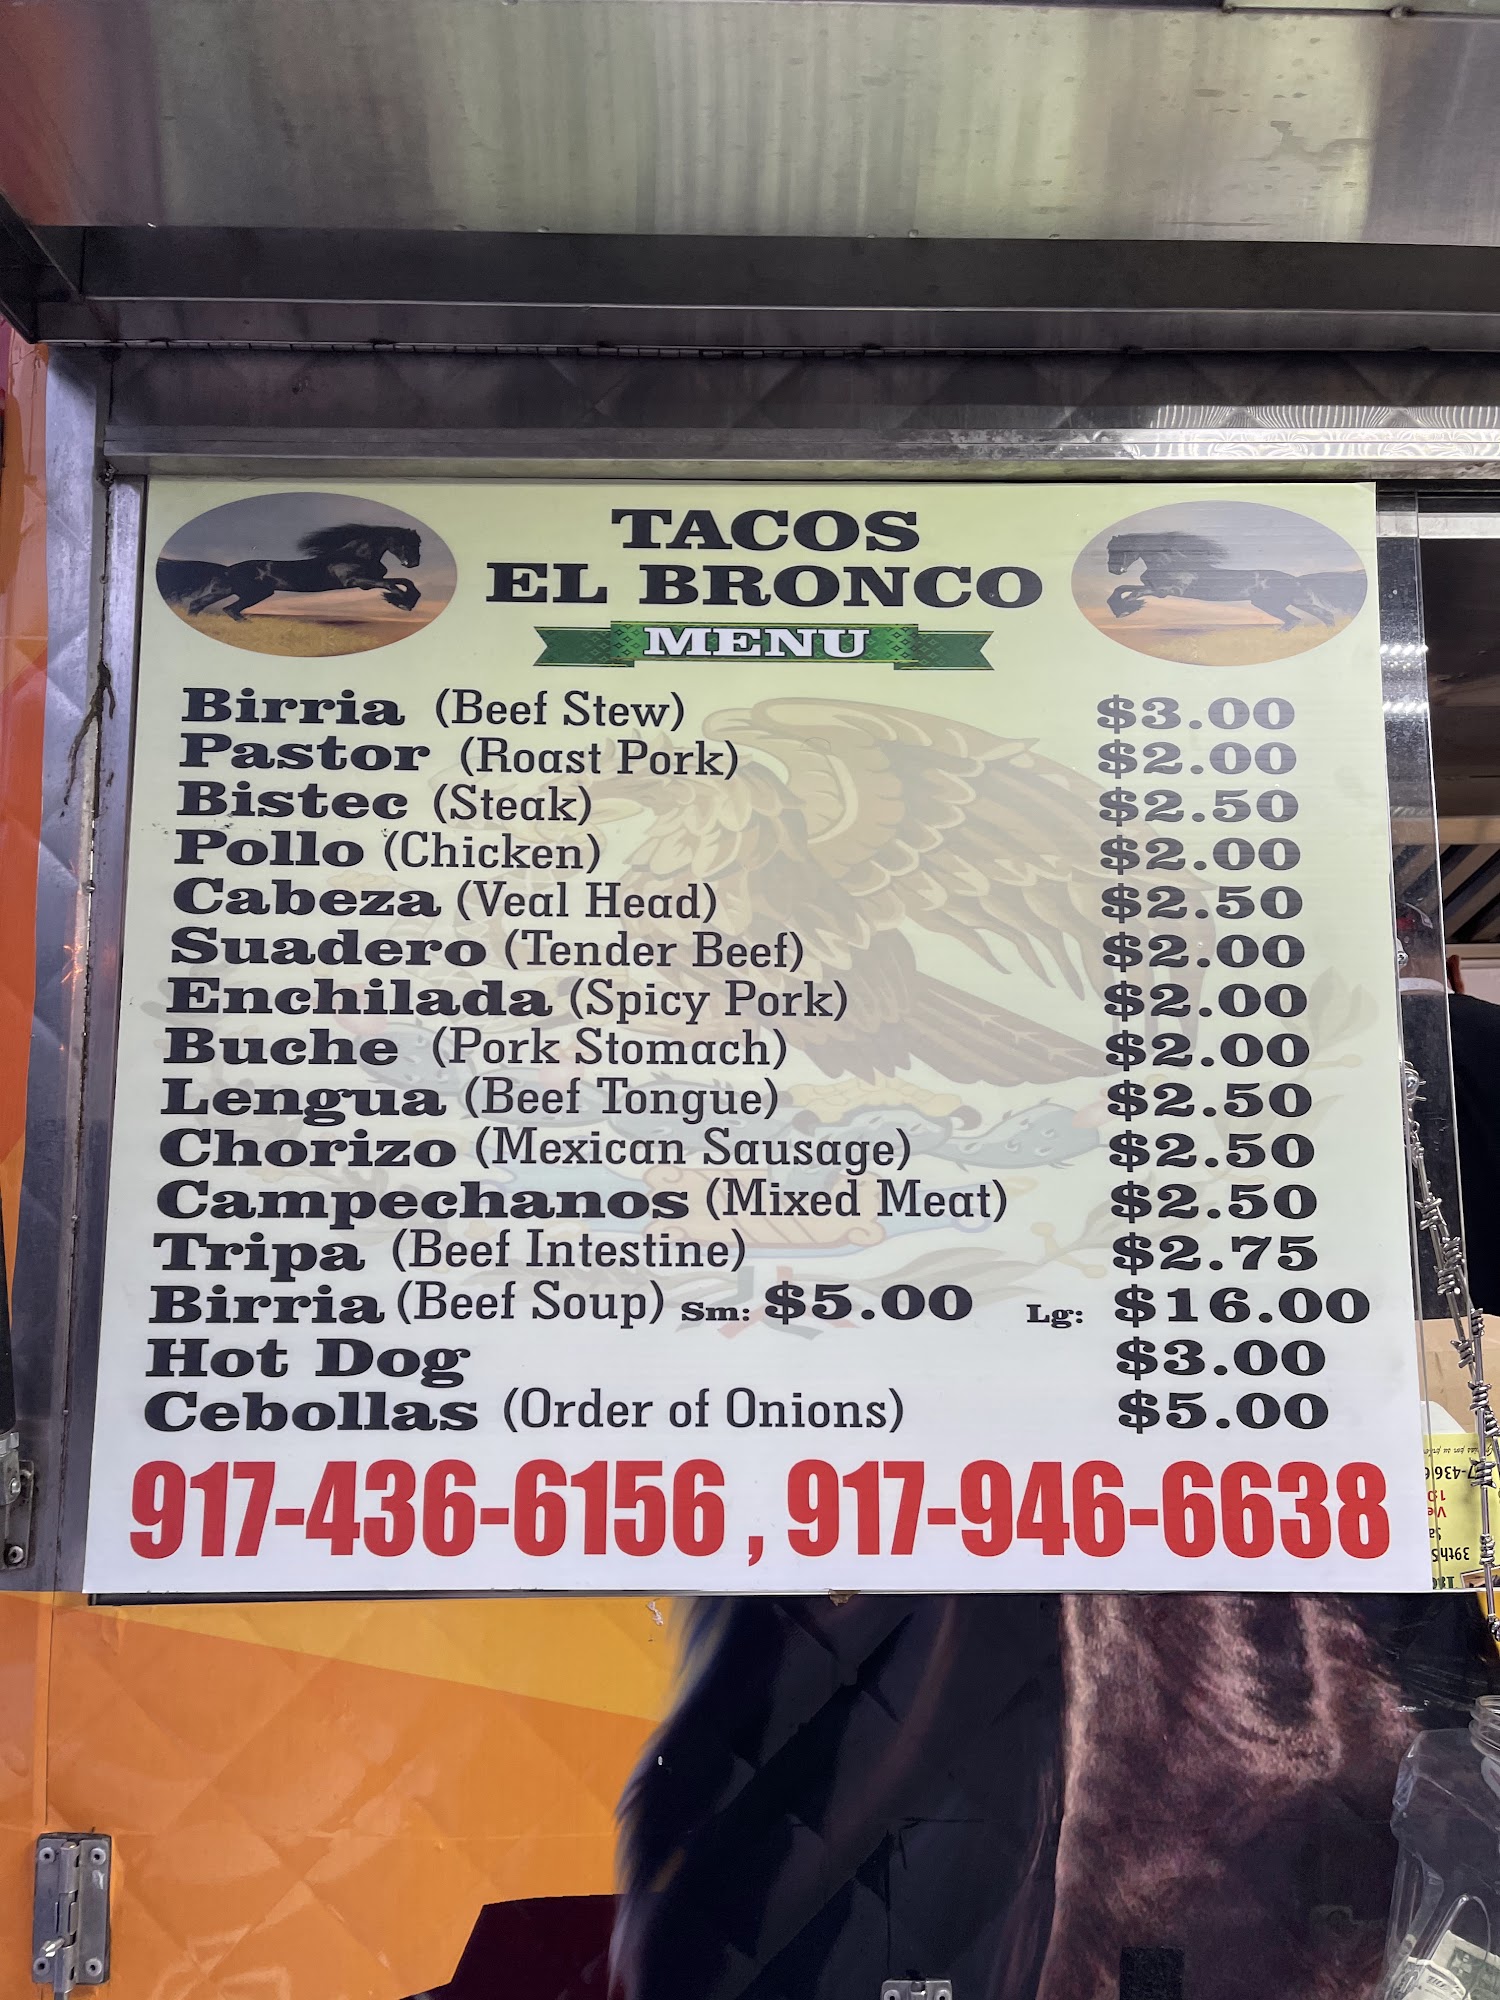 TACOS
EL BRONCO
MENU
Birria (Beef Stew) $3.00
Pastor (Roast Pork) $2.00
Bistec (Steak) $2.50
Pollo (Chicken) $2.00
Cabeza (Veal Head) $2.50
Suadero (Tender Beef) $2.00
Enchilada (Spicy Pork) $2.00
Buche (Pork Stomach) $2.00
Lengua (Beef Tongue) $2.50
Chorizo (Mexican Sausage) $2.50
Campechanos (Mixed Meat) $2.50
Tripa (Beef Intestine) $2.75
Birria (Beef Soup) Sm: $5.00 Lg: $16.00
Hot Dog $3.00
Cebollas (Order of Onions) $5.00
917-436-6156 , 917-946-6638